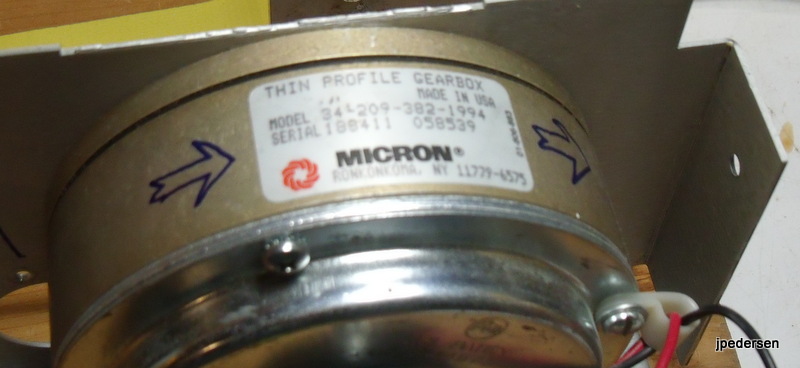 THIN PROFILE GEARBOX
MADE IN USA
MODEL 34-209-382-1994
SERIAL 188411 058539
MICRON®
RONKONKOMA, NY 11779-6575
jpedersen